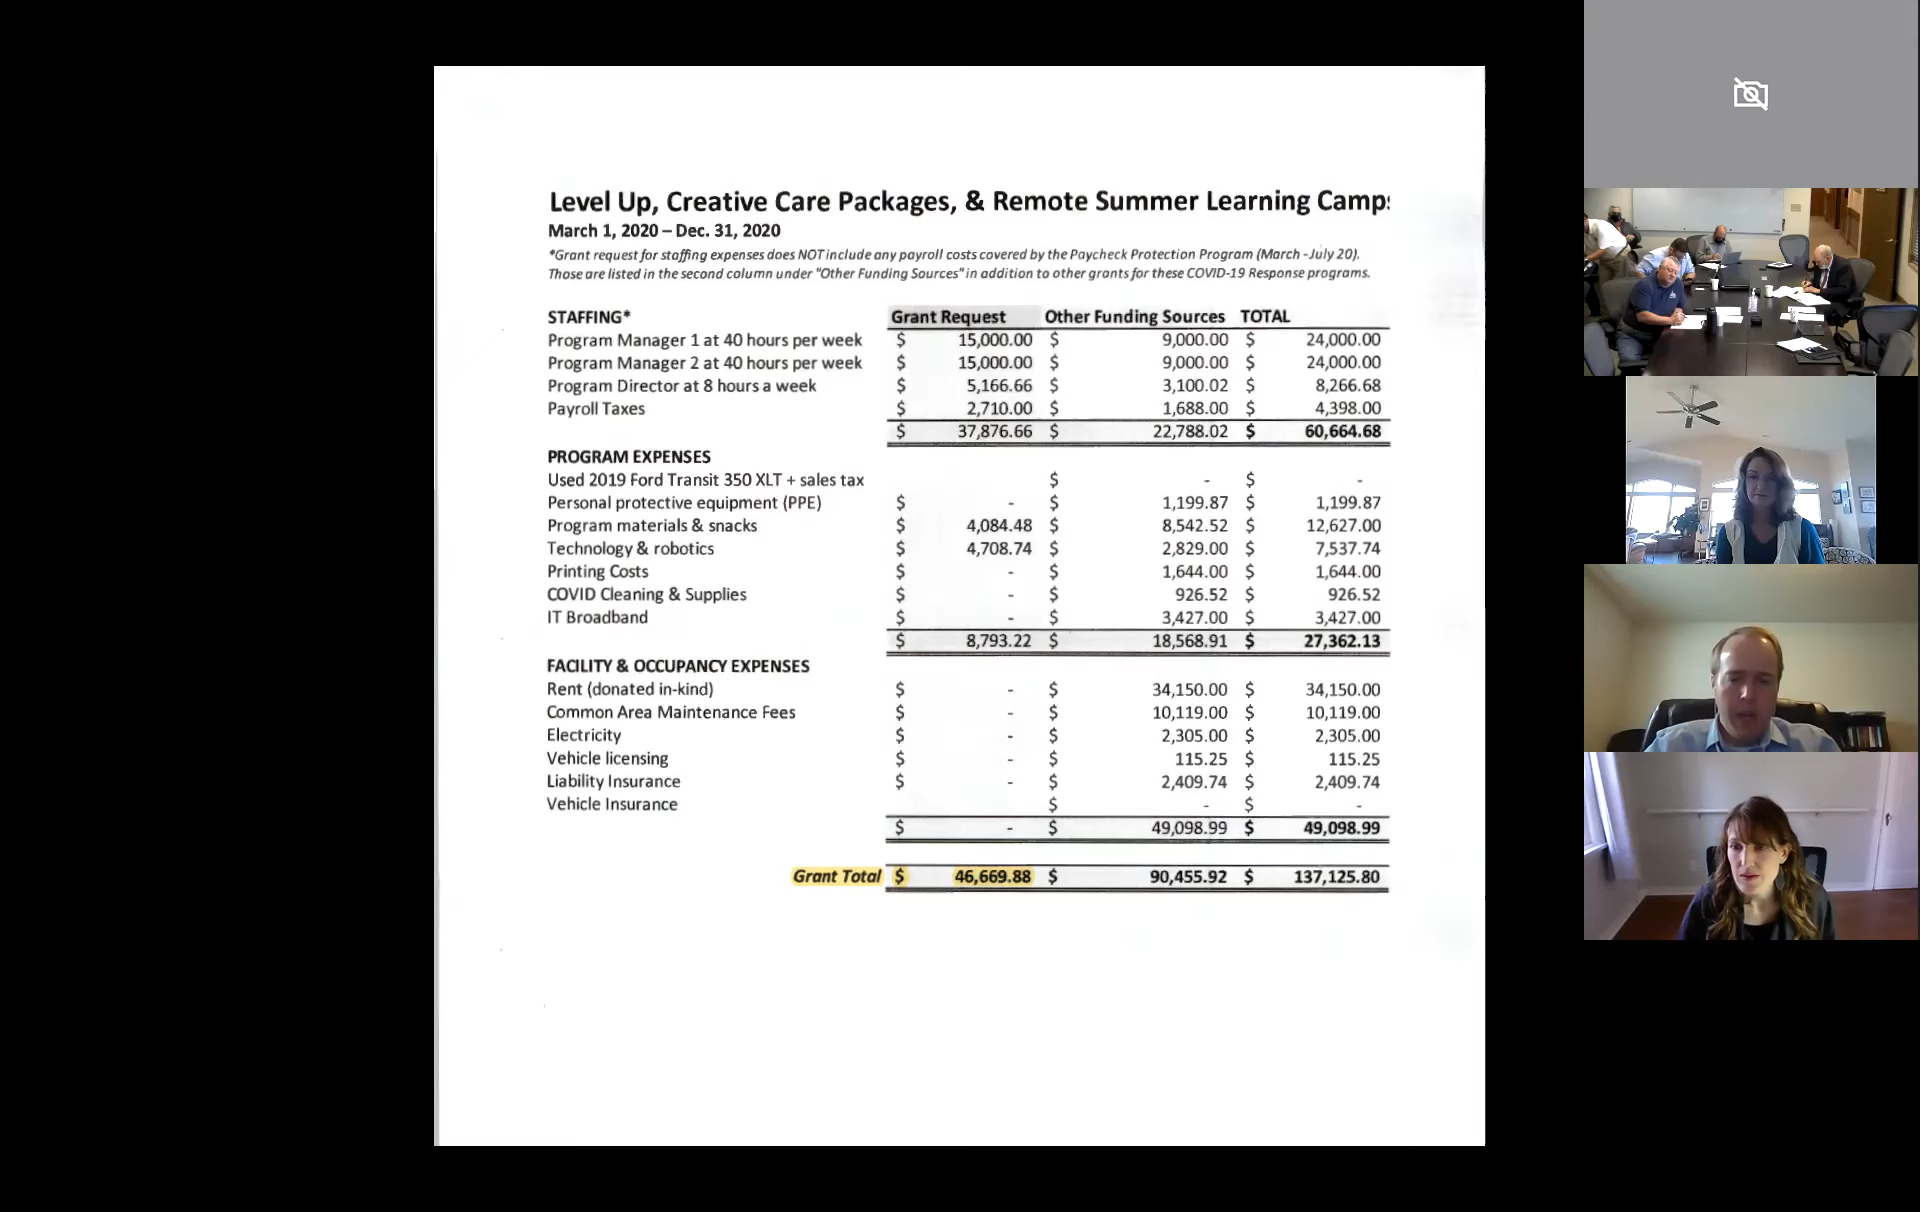 Level Up, Creative Care Packages, & Remote Summer Learning Camps
March 1, 2020 – Dec. 31, 2020
*Grant request for staffing expenses does NOT include any payroll costs covered by the Paycheck Protection Program (March -July 20).
Those are listed in the second column under "Other Funding Sources" in addition to other grants for these COVID-19 Response programs.
STAFFING* Grant Request Other Funding Sources TOTAL
Program Manager 1 at 40 hours per week $ 15,000.00 $ 9,000.00 $ 24,000.00
Program Manager 2 at 40 hours per week $ 15,000.00 $ 9,000.00 $ 24,000.00
Program Director at 8 hours a week $ 5,166.66 $ 3,100.02 $ 8,266.68
Payroll Taxes $ 2,710.00 $ 1,688.00 $ 4,398.00
$ 37,876.66 $ 22,788.02 $ 60,664.68
PROGRAM EXPENSES
Used 2019 Ford Transit 350 XLT + sales tax $ - $ -
Personal protective equipment (PPE) $ - $ 1,199.87 $ 1,199.87
Program materials & snacks $ 4,084.48 $ 8,542.52 $ 12,627.00
Technology & robotics $ 4,708.74 $ 2,829.00 $ 7,537.74
Printing Costs $ - $ 1,644.00 $ 1,644.00
COVID Cleaning & Supplies $ - $ 926.52 $ 926.52
IT Broadband $ - $ 3,427.00 $ 3,427.00
$ 8,793.22 $ 18,568.91 $ 27,362.13
FACILITY & OCCUPANCY EXPENSES
Rent (donated in-kind) $ - $ 34,150.00 $ 34,150.00
Common Area Maintenance Fees $ - $ 10,119.00 $ 10,119.00
Electricity $ - $ 2,305.00 $ 2,305.00
Vehicle licensing $ - $ 115.25 $ 115.25
Liability Insurance $ - $ 2,409.74 $ 2,409.74
Vehicle Insurance $ - $ -
$ - $ 49,098.99 $ 49,098.99
Grant Total $ 46,669.88 $ 90,455.92 $ 137,125.80